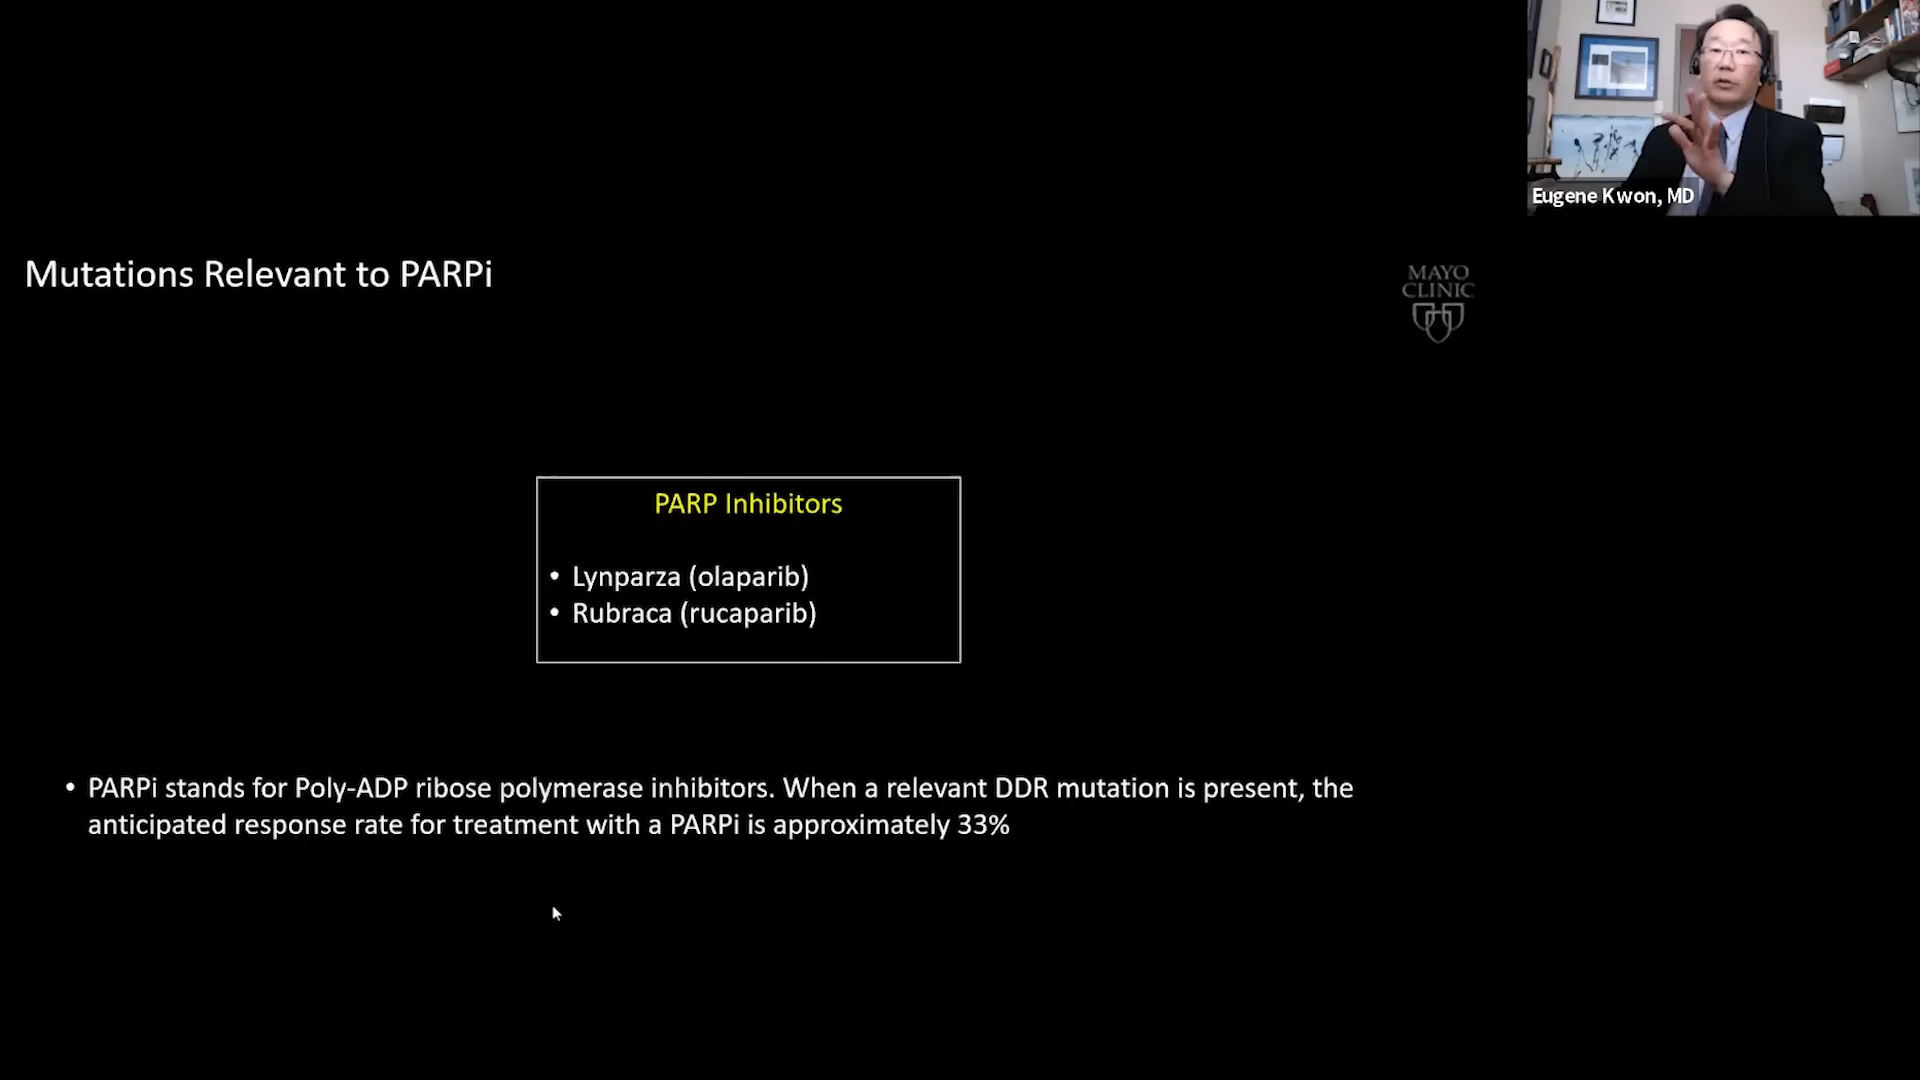 Eugene Kwon, MD
Mutations Relevant to PARPi
MAYO
CLINIC
PARP Inhibitors
• Lynparza (olaparib)
• Rubraca (rucaparib)
• PARPi stands for Poly-ADP ribose polymerase inhibitors. When a relevant DDR mutation is present, the
anticipated response rate for treatment with a PARPi is approximately 33%